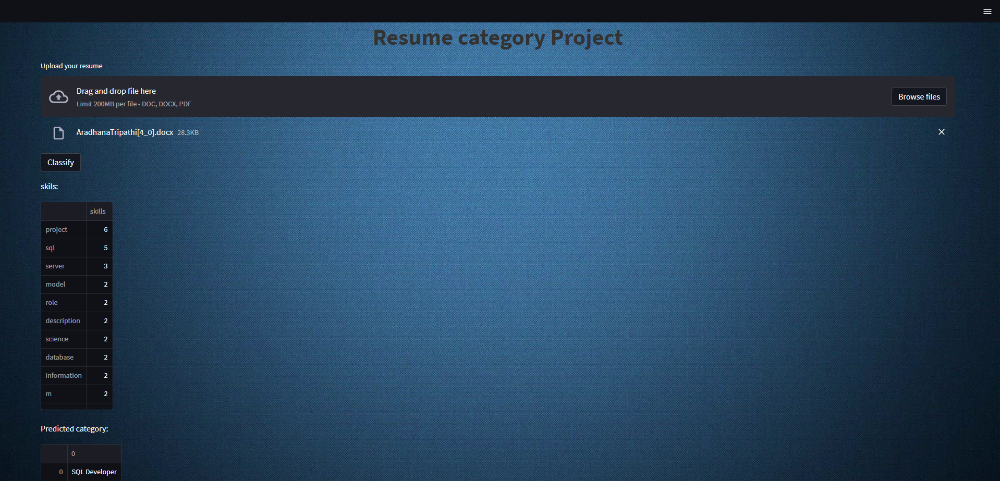 Resume category Project
Upload your resume
Drag and drop file here
Limit 200MB per file • DOC, DOCX, PDF
Browse files
AradhanaTripathi[4_0].docx 28.3KB
Classify
skils:
skills
project 6
sql 5
server 3
model 2
role 2
description 2
science 2
database 2
information 2
m 2
Predicted category:
0
0 SQL Developer